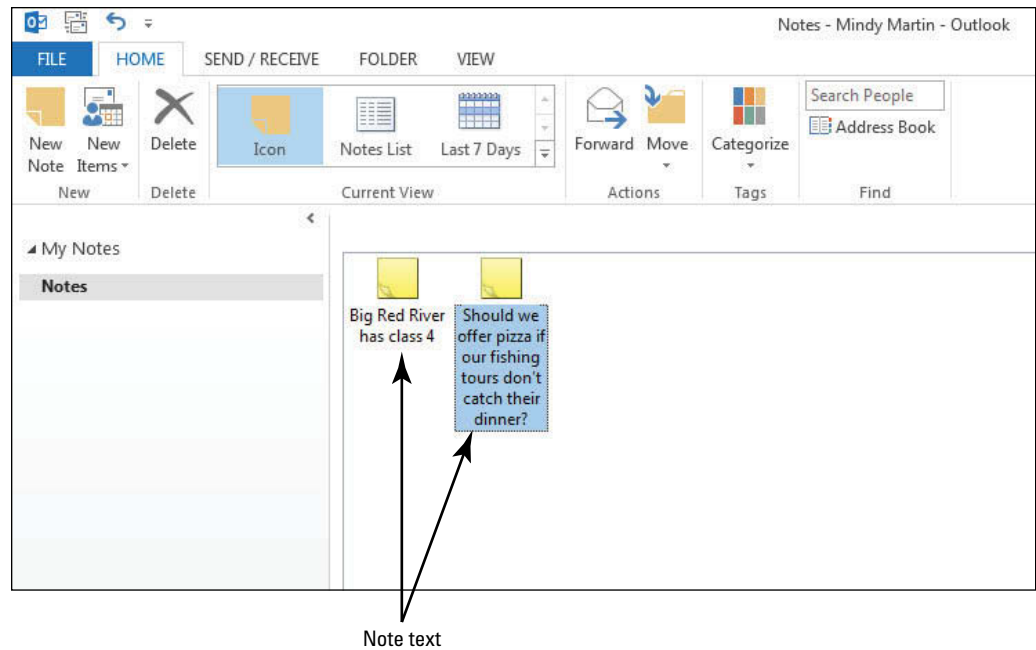 Notes - Mindy Martin - Outlook
FILE HOME SEND / RECEIVE FOLDER VIEW
New Note
New Items
Delete
Icon
Notes List
Last 7 Days
Forward
Move
Categorize
Search People
Address Book
New Delete Current View Actions Tags Find
My Notes
Notes
Big Red River
has class 4
Should we
offer pizza if
our fishing
tours don't
catch their
dinner?
Note text